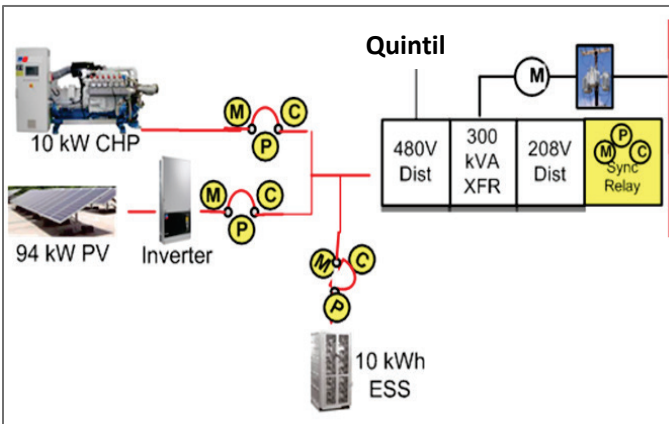 Quintil
M
M
C
P
10 kW CHP
480V
Dist
300
kVA
XFR
208V
Dist
P
M
C
Sync
Relay
M
C
P
94 kW PV
Inverter
M
C
P
10 kWh
ESS